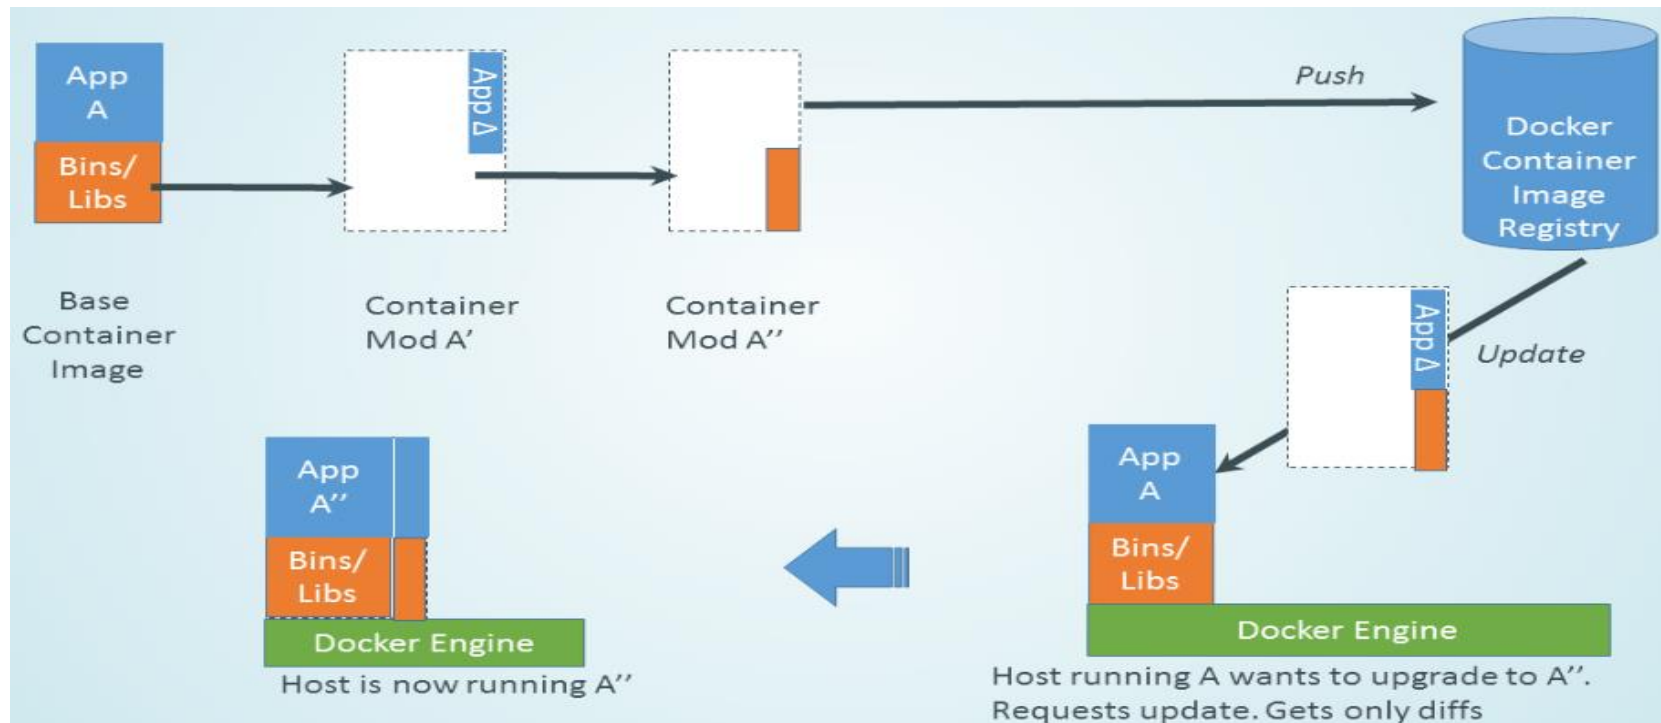 App
A
Bins/
Libs
Base
Container
Image
App Δ
Container
Mod A'
Container
Mod A''
Push
Docker
Container
Image
Registry
App Δ
Update
App
A
Bins/
Libs
Docker Engine
Host running A wants to upgrade to A''.
Requests update. Gets only diffs
App
A''
Bins/
Libs
Docker Engine
Host is now running A''